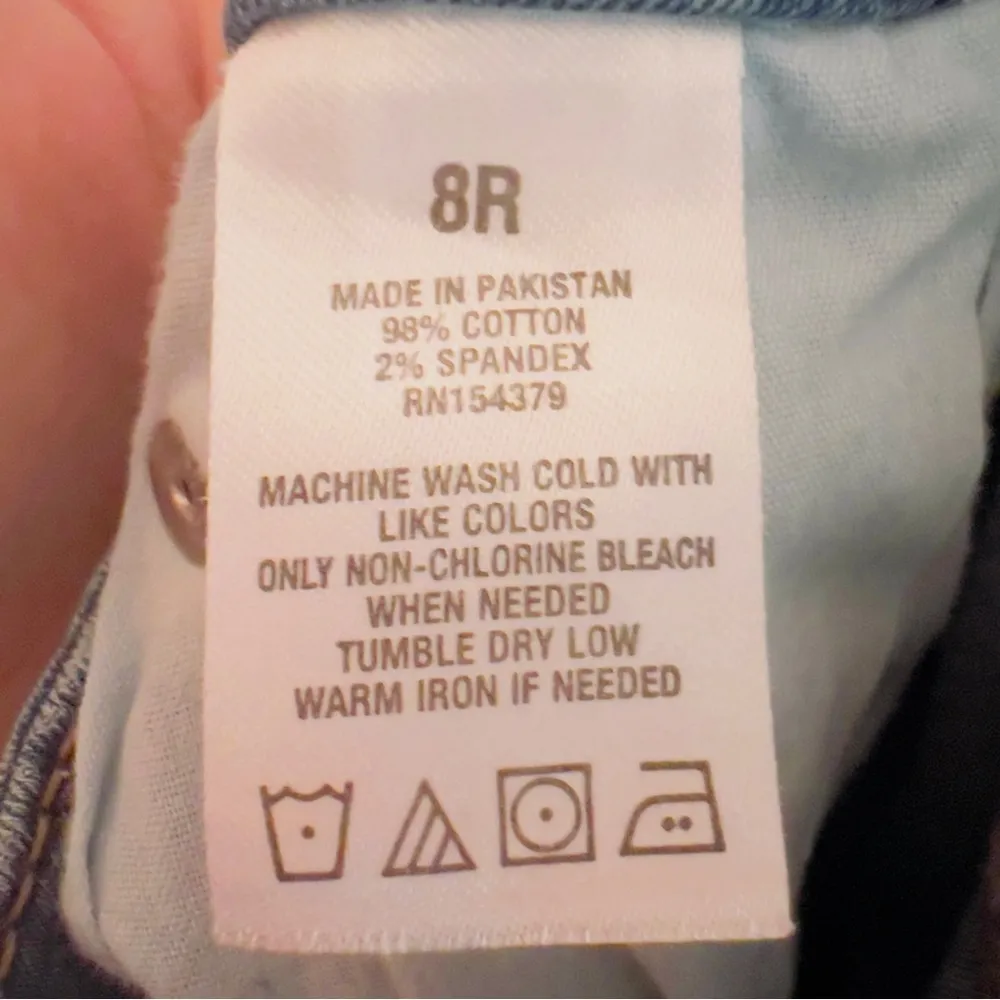 8R
MADE IN PAKISTAN
98% COTTON
2% SPANDEX
RN154379
MACHINE WASH COLD WITH
LIKE COLORS
ONLY NON-CHLORINE BLEACH
WHEN NEEDED
TUMBLE DRY LOW
WARM IRON IF NEEDED